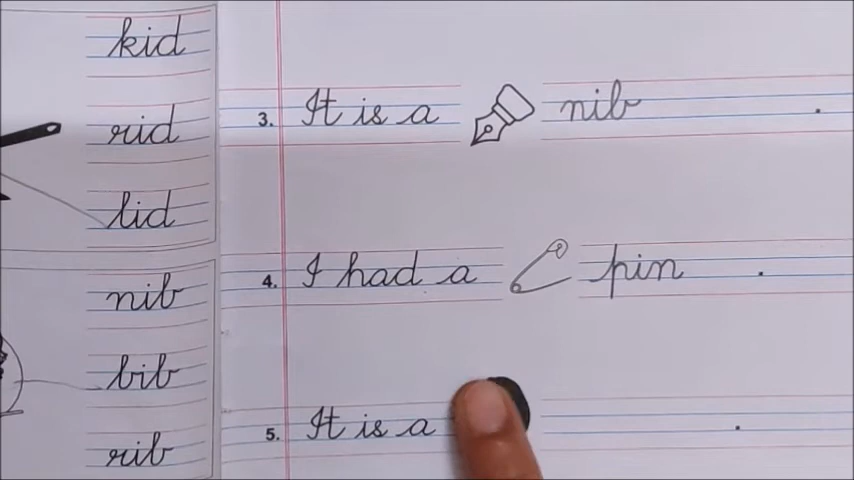 kid
rid
lid
nib
bib
rib
3. It is a nib .
4. I had a pin .
5. It is a .